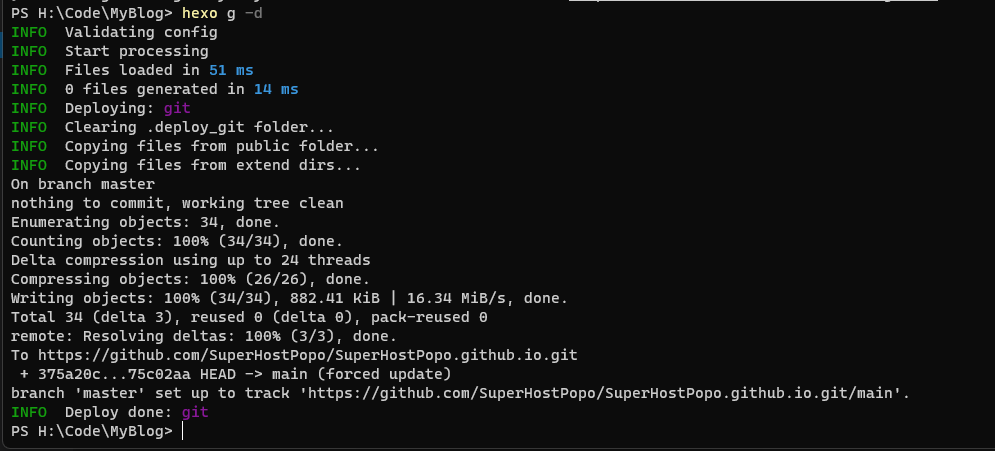 PS H:\Code\MyBlog> hexo g -d
INFO  Validating config
INFO  Start processing
INFO  Files loaded in 51 ms
INFO  0 files generated in 14 ms
INFO  Deploying: git
INFO  Clearing .deploy_git folder...
INFO  Copying files from public folder...
INFO  Copying files from extend dirs...
On branch master
nothing to commit, working tree clean
Enumerating objects: 34, done.
Counting objects: 100% (34/34), done.
Delta compression using up to 24 threads
Compressing objects: 100% (26/26), done.
Writing objects: 100% (34/34), 882.41 KiB | 16.34 MiB/s, done.
Total 34 (delta 3), reused 0 (delta 0), pack-reused 0
remote: Resolving deltas: 100% (3/3), done.
To https://github.com/SuperHostPopo/SuperHostPopo.github.io.git
 + 375a20c...75c02aa HEAD -> main (forced update)
branch 'master' set up to track 'https://github.com/SuperHostPopo/SuperHostPopo.github.io.git/main'.
INFO  Deploy done: git
PS H:\Code\MyBlog>